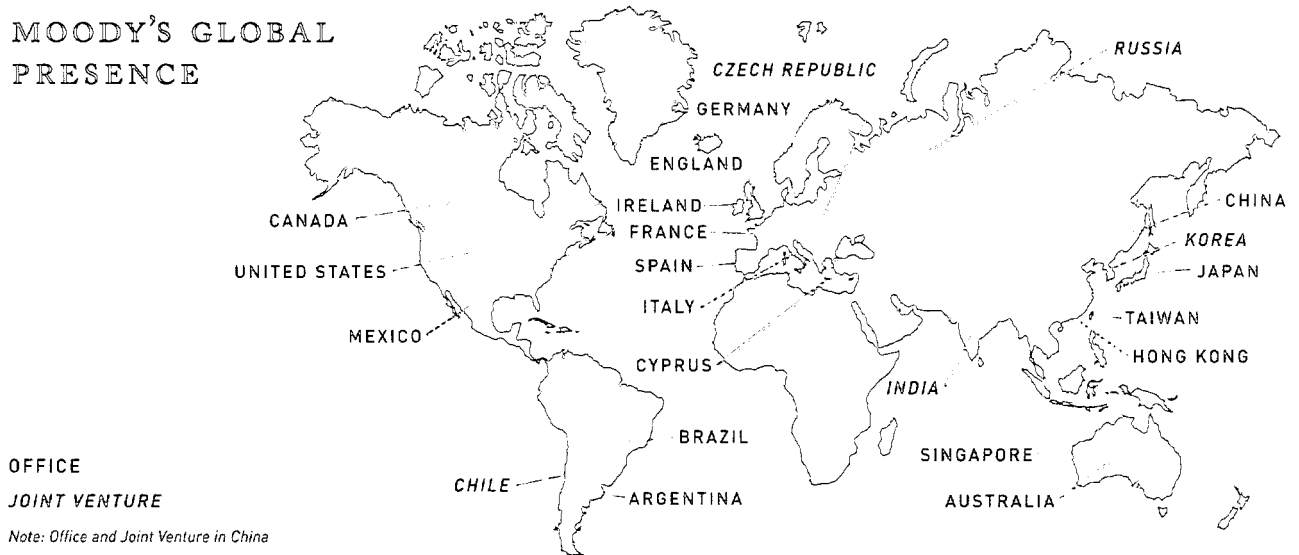 MOODY'S GLOBAL
PRESENCE
RUSSIA
CZECH REPUBLIC
GERMANY
ENGLAND
IRELAND
CHINA
CANADA
FRANCE
KOREA
SPAIN
UNITED STATES
JAPAN
ITALY
TAIWAN
MEXICO
HONG KONG
CYPRUS
INDIA
BRAZIL
SINGAPORE
OFFICE
CHILE
ARGENTINA
AUSTRALIA
JOINT VENTURE
Note: Office and Joint Venture in China